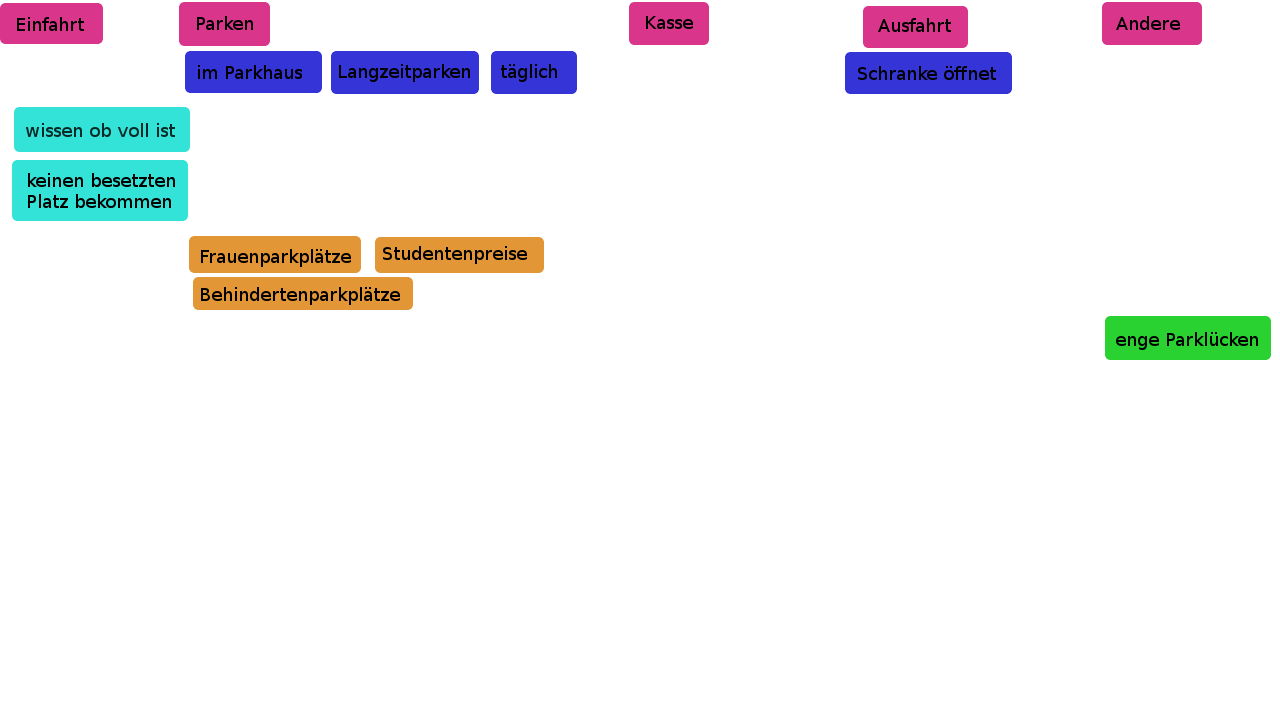 Einfahrt
Parken
Kasse
Ausfahrt
Andere
im Parkhaus
Langzeitparken
täglich
Schranke öffnet
wissen ob voll ist
keinen besetzten
Platz bekommen
Frauenparkplätze
Studentenpreise
Behindertenparkplätze
enge Parklücken